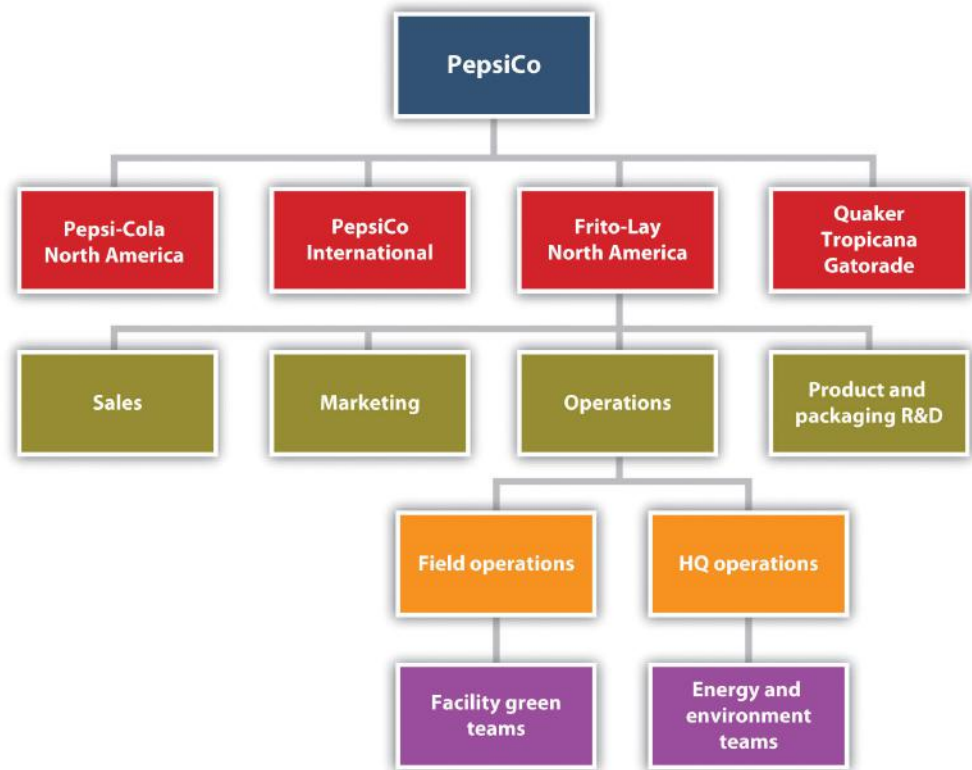 PepsiCo
Pepsi-Cola
North America
PepsiCo
International
Frito-Lay
North America
Quaker
Tropicana
Gatorade
Sales
Marketing
Operations
Product and
packaging R&D
Field operations
HQ operations
Facility green
teams
Energy and
environment
teams